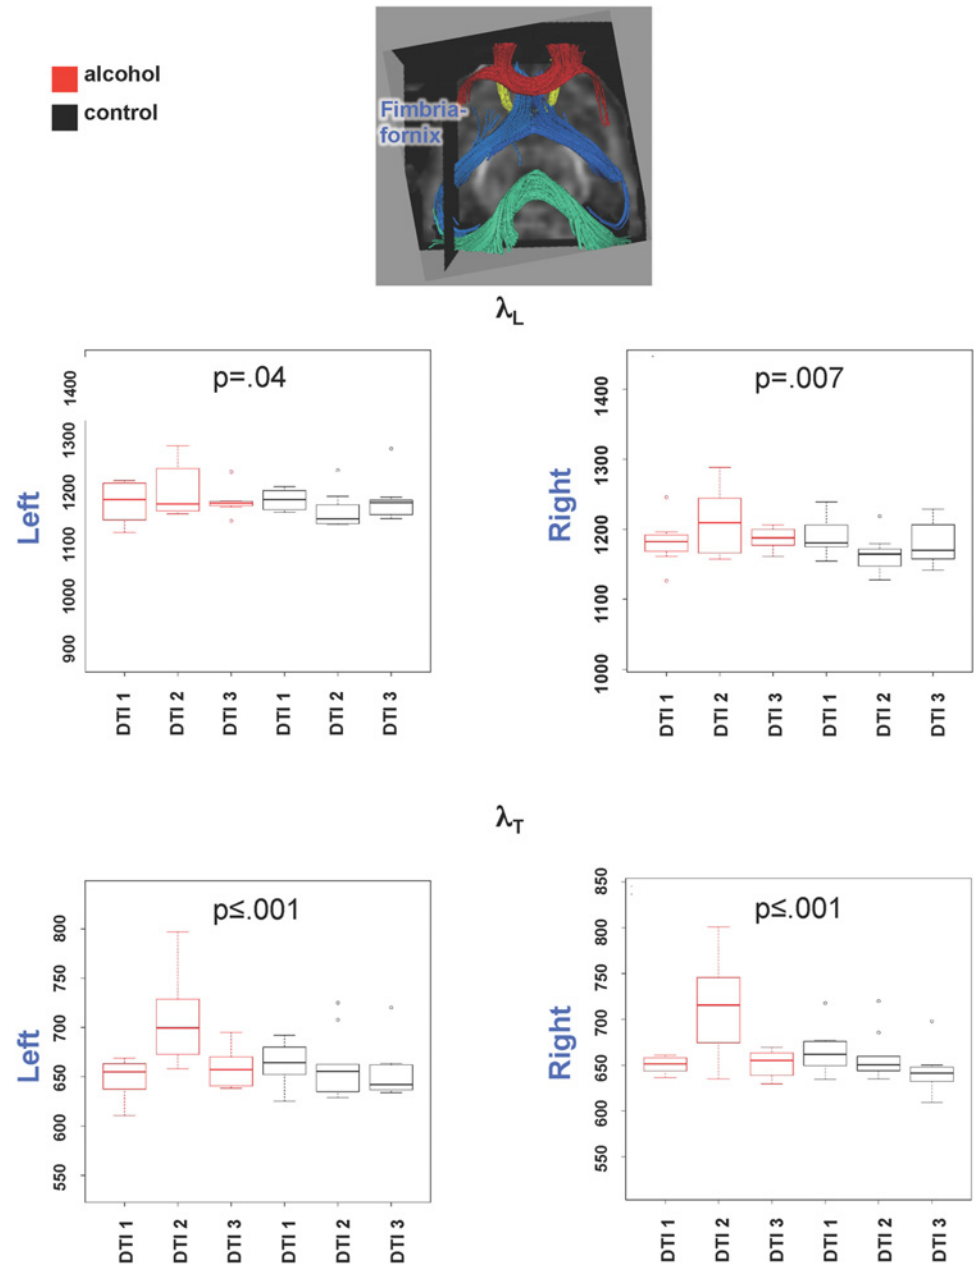 alcohol
control
Fimbria-
fornix
λL
Left
1400
1300
1200
1100
1000
900
p=.04
DTI 1
DTI 2
DTI 3
DTI 1
DTI 2
DTI 3
Right
1400
1300
1200
1100
1000
p=.007
DTI 1
DTI 2
DTI 3
DTI 1
DTI 2
DTI 3
λT
Left
800
750
700
650
600
550
p≤.001
DTI 1
DTI 2
DTI 3
DTI 1
DTI 2
DTI 3
Right
850
800
750
700
650
600
550
p≤.001
DTI 1
DTI 2
DTI 3
DTI 1
DTI 2
DTI 3